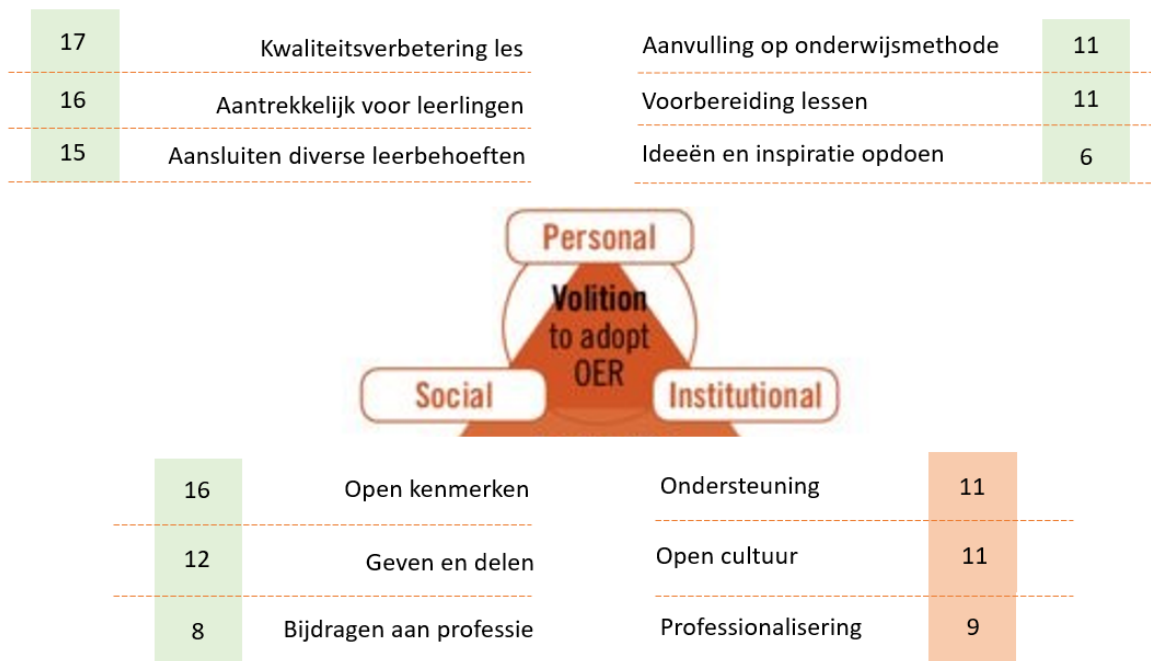 17 Kwaliteitsverbetering les
16 Aantrekkelijk voor leerlingen
15 Aansluiten diverse leerbehoeften
Aanvulling op onderwijsmethode 11
Voorbereiding lessen 11
Ideeën en inspiratie opdoen 6
Personal
Volition
to adopt
OER
Social
Institutional
16 Open kenmerken
12 Geven en delen
8 Bijdragen aan professie
Ondersteuning 11
Open cultuur 11
Professionalisering 9